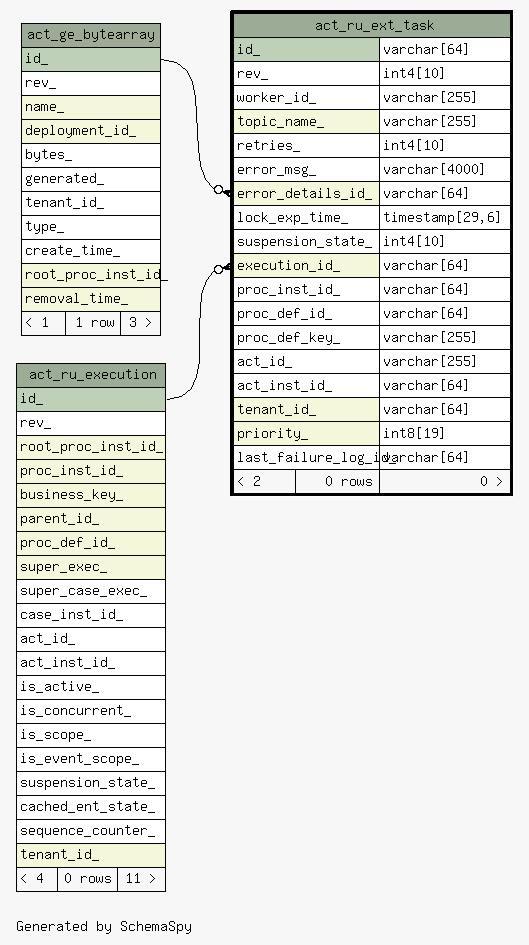 act_ge_bytearray
id_
rev_
name_
deployment_id_
bytes_
generated_
tenant_id_
type_
create_time_
root_proc_inst_id_
removal_time_
< 1 1 row 3 >
act_ru_execution
id_
rev_
root_proc_inst_id_
proc_inst_id_
business_key_
parent_id_
proc_def_id_
super_exec_
super_case_exec_
case_inst_id_
act_id_
act_inst_id_
is_active_
is_concurrent_
is_scope_
is_event_scope_
suspension_state_
cached_ent_state_
sequence_counter_
tenant_id_
< 4 0 rows 11 >
act_ru_ext_task
id_ varchar[64]
rev_ int4[10]
worker_id_ varchar[255]
topic_name_ varchar[255]
retries_ int4[10]
error_msg_ varchar[4000]
error_details_id_ varchar[64]
lock_exp_time_ timestamp[29,6]
suspension_state_ int4[10]
execution_id_ varchar[64]
proc_inst_id_ varchar[64]
proc_def_id_ varchar[64]
proc_def_key_ varchar[255]
act_id_ varchar[255]
act_inst_id_ varchar[64]
tenant_id_ varchar[64]
priority_ int8[19]
last_failure_log_id_ varchar[64]
< 2 0 rows 0 >
Generated by SchemaSpy